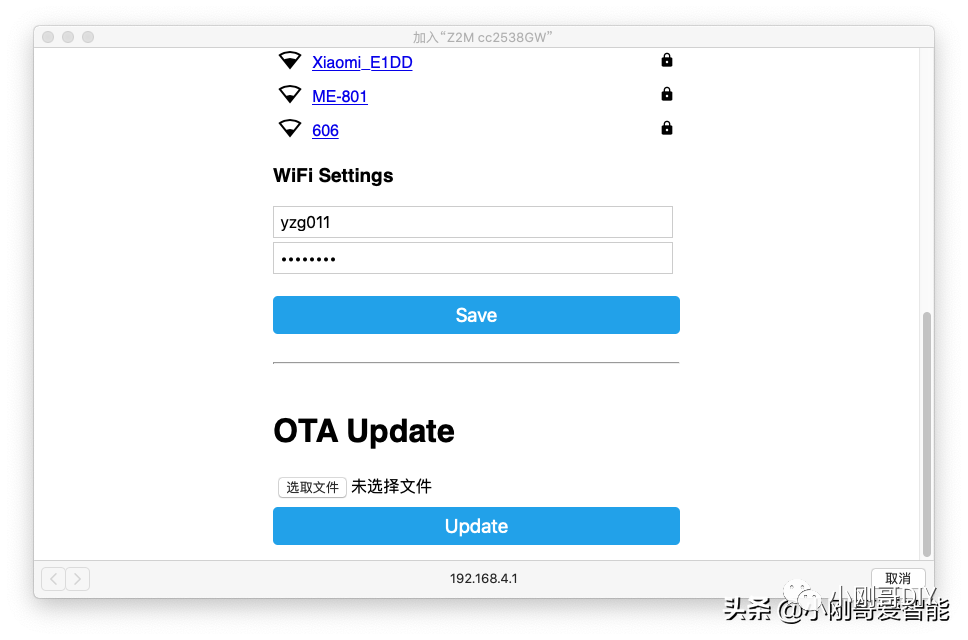 加入“Z2M cc2538GW”
Xiaomi_E1DD
ME-801
606
WiFi Settings
yzg011
••••••••
Save
OTA Update
选取文件 未选择文件
Update
192.168.4.1
取消
小刚哥DIY
头条 @小刚哥爱智能